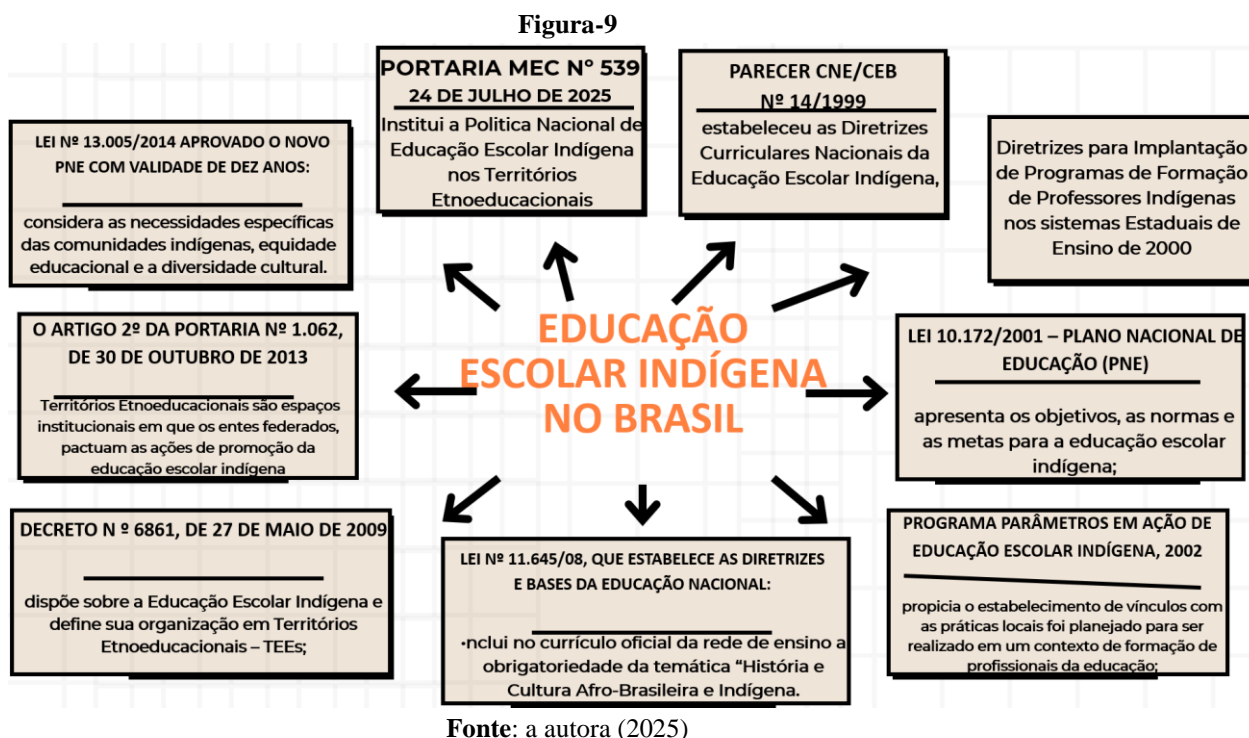 Figura-9
PORTARIA MEC Nº 539
24 DE JULHO DE 2025
Institui a Politica Nacional de
Educação Escolar Indígena
nos Territórios
Etnoeducacionais
PARECER CNE/CEB
Nº 14/1999
estabeleceu as Diretrizes
Curriculares Nacionais da
Educação Escolar Indígena,
LEI Nº 13.005/2014 APROVADO O NOVO
PNE COM VALIDADE DE DEZ ANOS:
considera as necessidades específicas
das comunidades indígenas, equidade
educacional e a diversidade cultural.
Diretrizes para Implantação
de Programas de Formação
de Professores Indígenas
nos sistemas Estaduais de
Ensino de 2000
EDUCAÇÃO
ESCOLAR INDÍGENA
NO BRASIL
O ARTIGO 2º DA PORTARIA Nº 1.062,
DE 30 DE OUTUBRO DE 2013
Territórios Etnoeducacionais são espaços
institucionais em que os entes federados,
pactuam as ações de promoção da
educação escolar indígena
LEI 10.172/2001 – PLANO NACIONAL DE
EDUCAÇÃO (PNE)
apresenta os objetivos, as normas e
as metas para a educação escolar
indígena;
DECRETO N º 6861, DE 27 DE MAIO DE 2009
dispõe sobre a Educação Escolar Indígena e
define sua organização em Territórios
Etnoeducacionais – TEEs;
LEI Nº 11.645/08, QUE ESTABELECE AS DIRETRIZES
E BASES DA EDUCAÇÃO NACIONAL:
·nclui no currículo oficial da rede de ensino a
obrigatoriedade da temática “História e
Cultura Afro-Brasileira e Indígena.
PROGRAMA PARÂMETROS EM AÇÃO DE
EDUCAÇÃO ESCOLAR INDÍGENA, 2002
propicia o estabelecimento de vínculos com
as práticas locais foi planejado para ser
realizado em um contexto de formação de
profissionais da educação;
Fonte: a autora (2025)